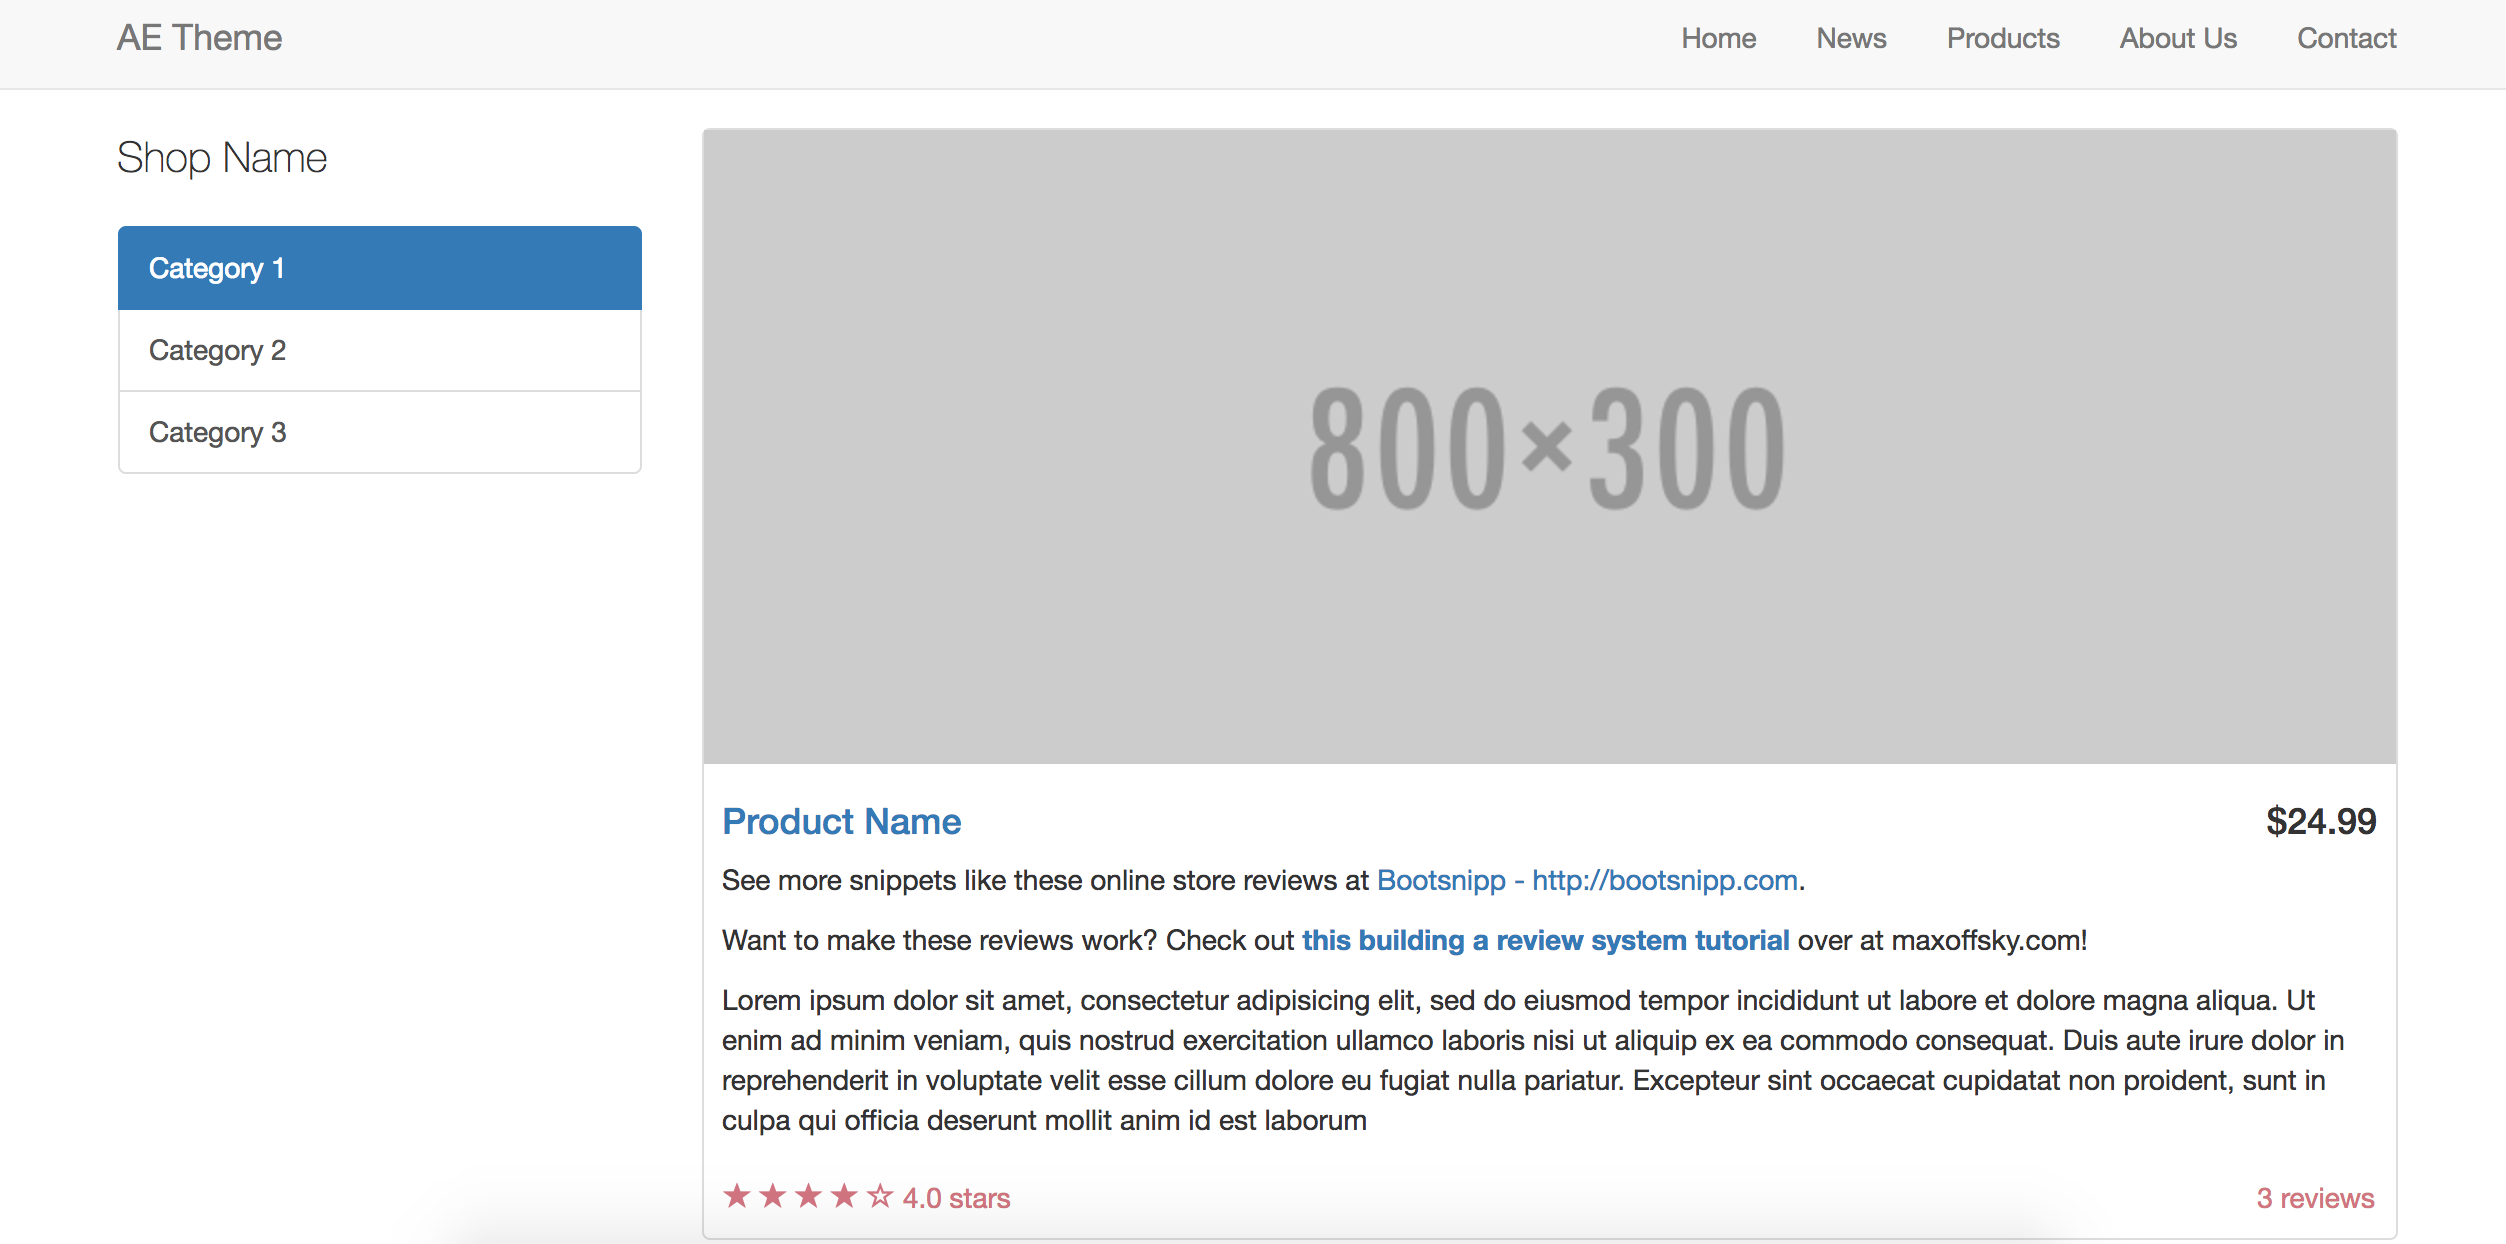 AE Theme
Home News Products About Us Contact
Shop Name
Category 1
Category 2
Category 3
800×300
Product Name
$24.99
See more snippets like these online store reviews at Bootsnipp - http://bootsnipp.com.
Want to make these reviews work? Check out this building a review system tutorial over at maxoffsky.com!
Lorem ipsum dolor sit amet, consectetur adipisicing elit, sed do eiusmod tempor incididunt ut labore et dolore magna aliqua. Ut
enim ad minim veniam, quis nostrud exercitation ullamco laboris nisi ut aliquip ex ea commodo consequat. Duis aute irure dolor in
reprehenderit in voluptate velit esse cillum dolore eu fugiat nulla pariatur. Excepteur sint occaecat cupidatat non proident, sunt in
culpa qui officia deserunt mollit anim id est laborum
★ ★ ★ ★ ☆ 4.0 stars
3 reviews